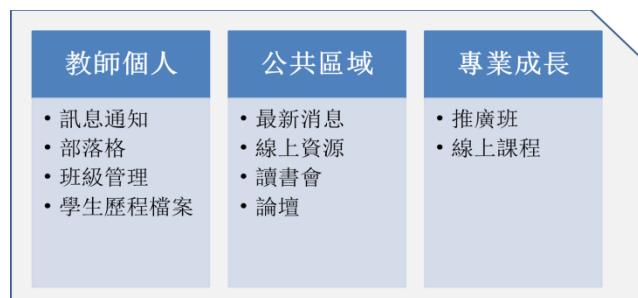 教師個人
• 訊息通知
• 部落格
• 班級管理
• 學生歷程檔案
公共區域
• 最新消息
• 線上資源
• 讀書會
• 論壇
專業成長
• 推廣班
• 線上課程